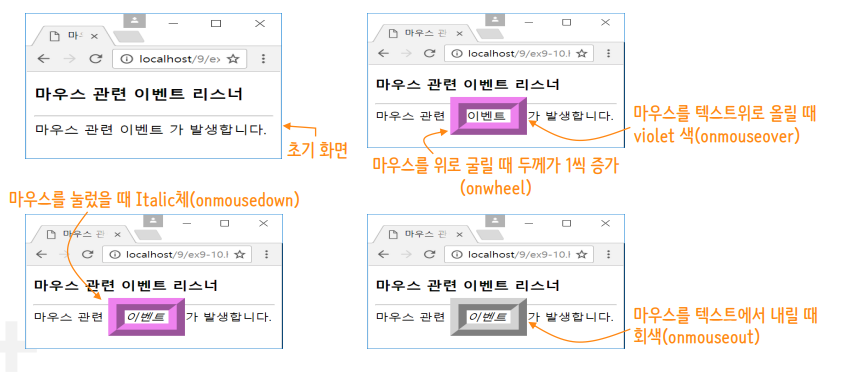 마우
localhost/9/ex
마우스 관련 이벤트 리스너
마우스 관련 이벤트 가 발생합니다.
초기 화면
마우스 관
localhost/9/ex9-10.l
마우스 관련 이벤트 리스너
마우스 관련 이벤트 가 발생합니다.
마우스를 텍스트위로 올릴 때
violet 색(onmouseover)
마우스를 위로 굴릴 때 두께가 1씩 증가
(onwheel)
마우스를 눌렀을 때 Italic체(onmousedown)
마우스 관
localhost/9/ex9-10.l
마우스 관련 이벤트 리스너
마우스 관련 이벤트 가 발생합니다.
마우스 관
localhost/9/ex9-10.l
마우스 관련 이벤트 리스너
마우스 관련 이벤트 가 발생합니다.
마우스를 텍스트에서 내릴 때
회색(onmouseout)